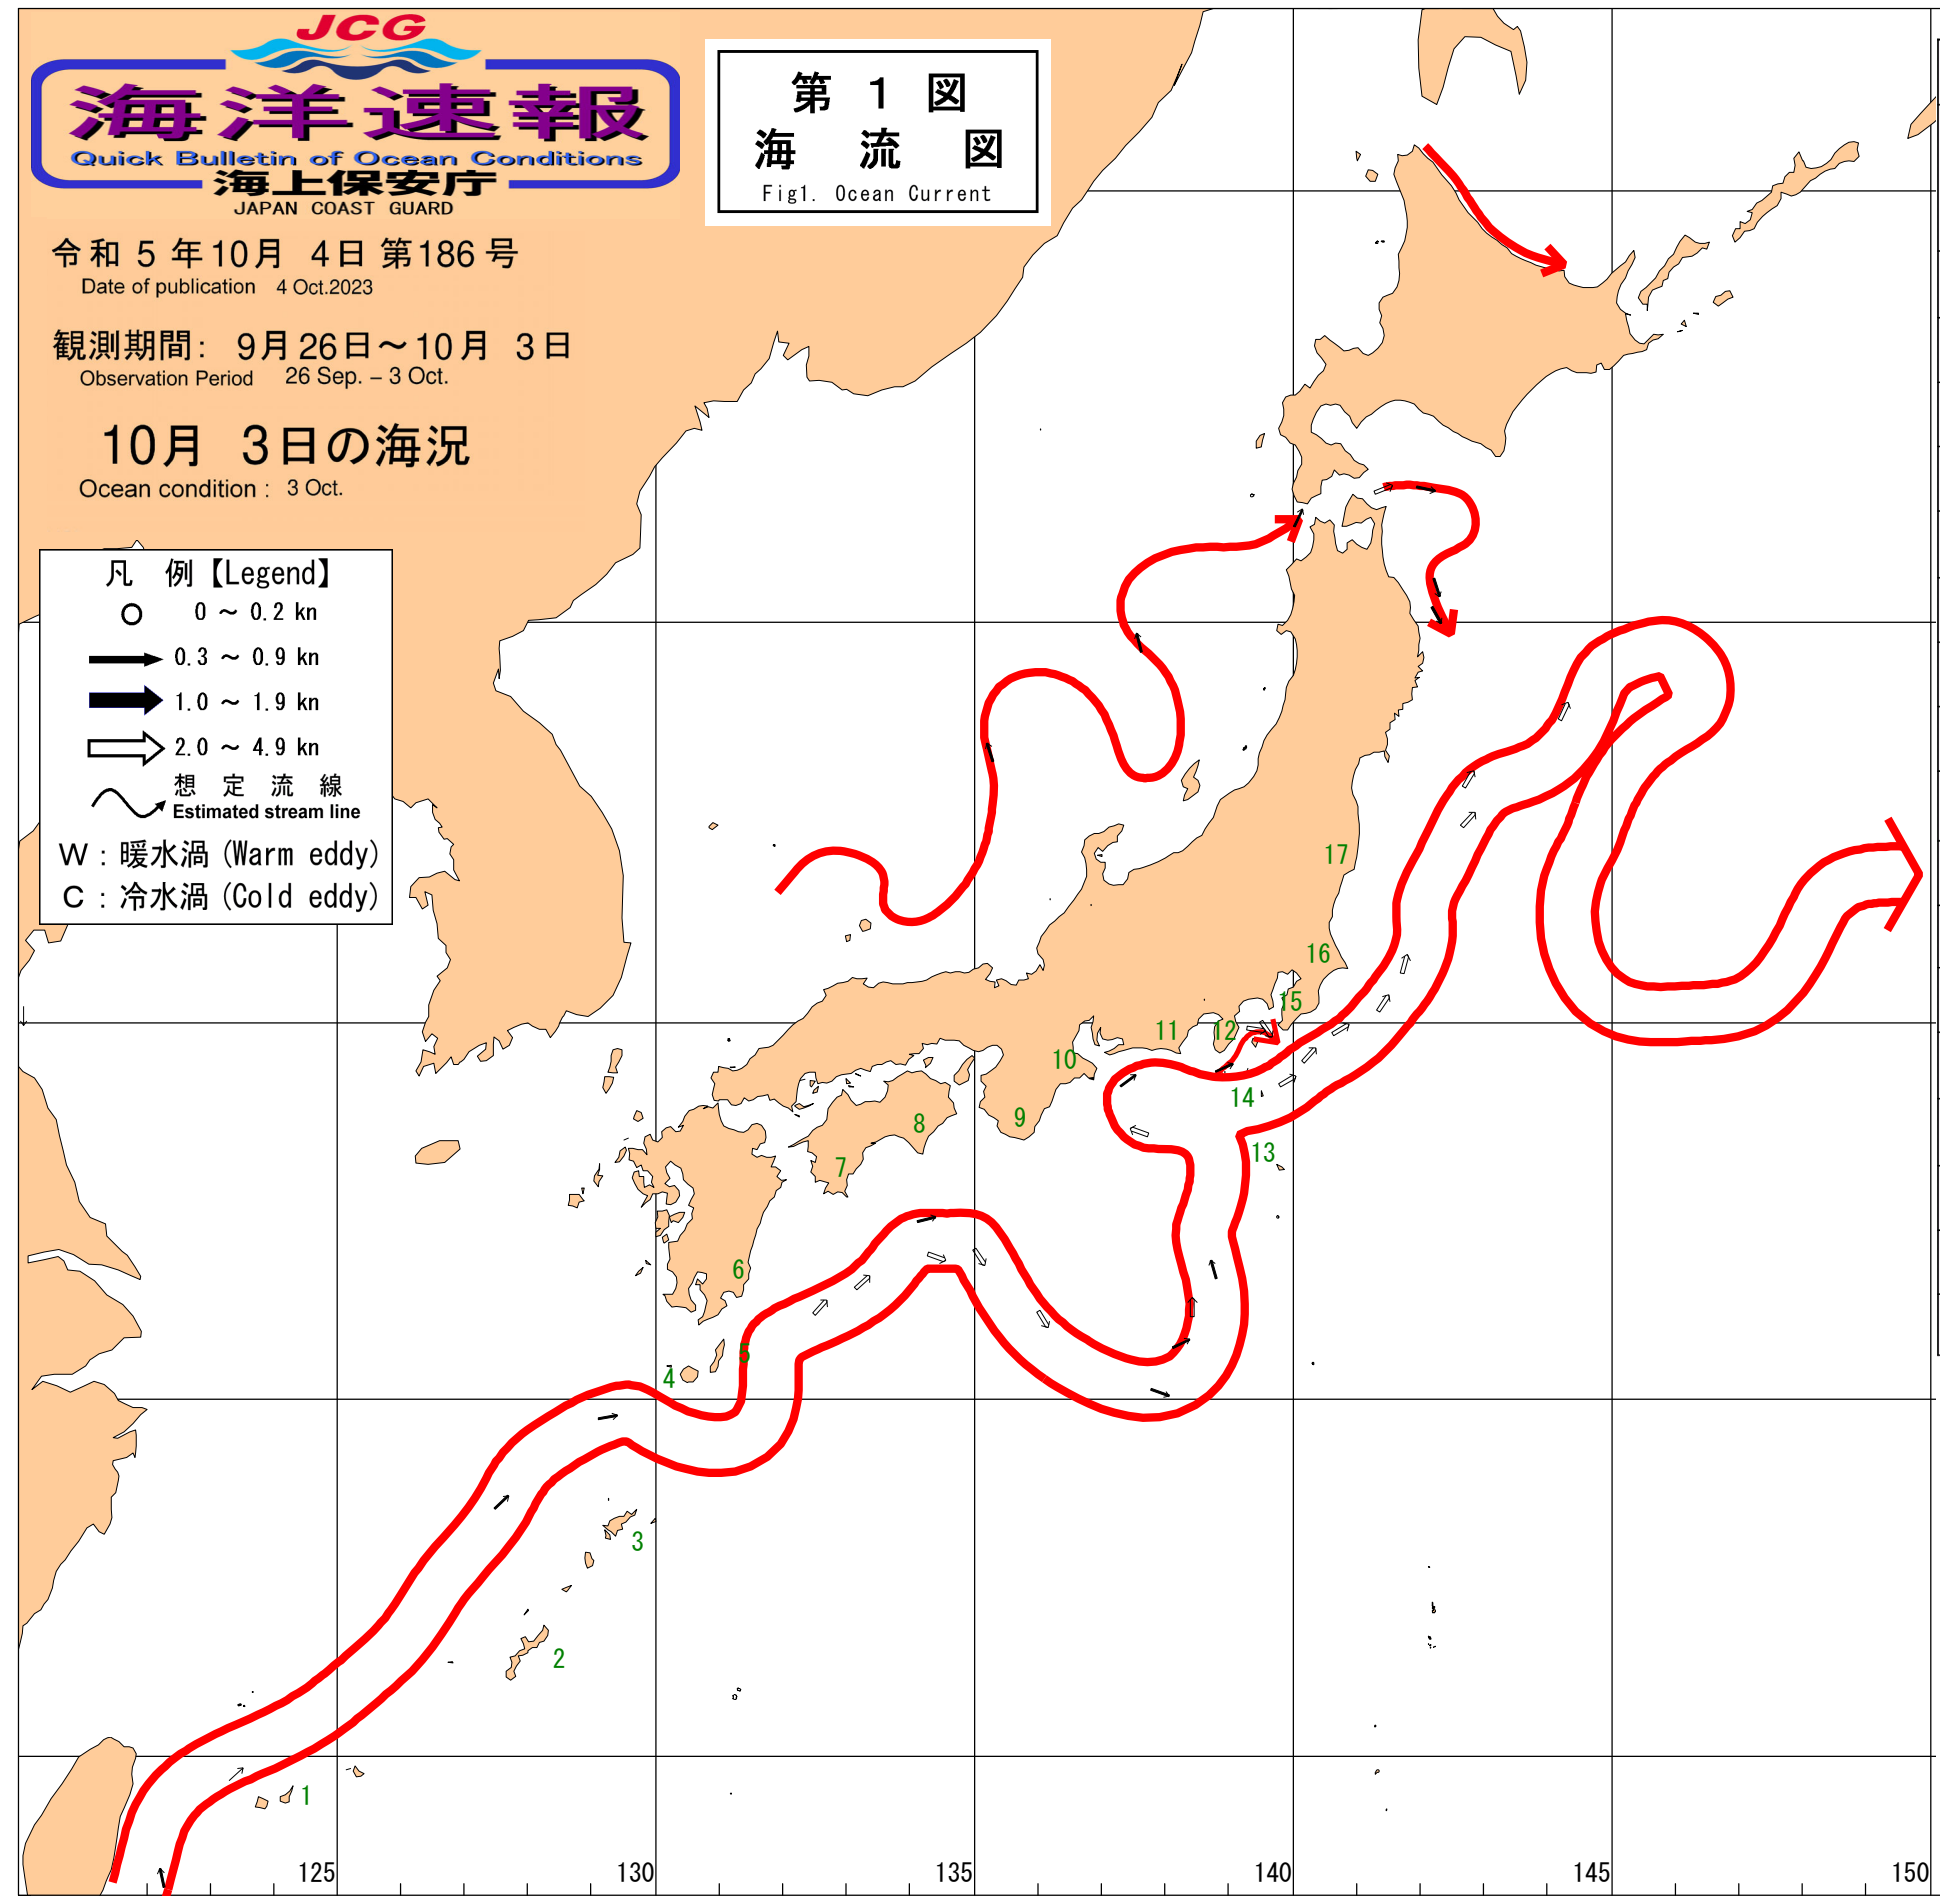 JCG
海洋速報
Quick Bulletin of Ocean Conditions
海上保安庁
JAPAN COAST GUARD
第 1 図
海 流 図
Fig1. Ocean Current
令和 5 年10月 4日 第186号
Date of publication 4 Oct.2023
観測期間: 9月26日～10月 3日
Observation Period 26 Sep. – 3 Oct.
10月 3日の海況
Ocean condition : 3 Oct.
凡 例【Legend】
0 ～ 0.2 kn
0.3 ～ 0.9 kn
1.0 ～ 1.9 kn
2.0 ～ 4.9 kn
想 定 流 線
Estimated stream line
W : 暖水渦 (Warm eddy)
C : 冷水渦 (Cold eddy)
17
16
15
11
12
10
14
9
8
13
7
6
5
4
3
2
1
125
130
135
140
145
150